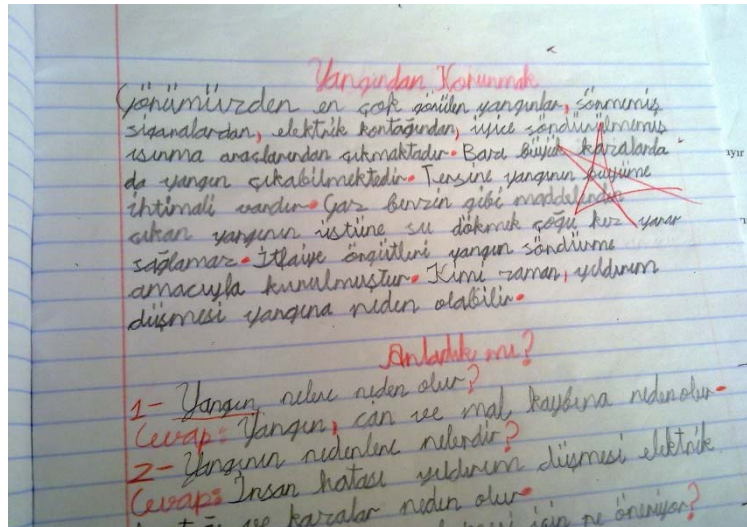 Yangından Korunmak
Günümüzden en çok görülen yangınlar, sönmemiş
sigaralardan, elektrik kontağından, iyice söndürülmemiş
ısınma araçlarından çıkmaktadır. Bazı büyük kazalarda
da yangın çıkabilmektedir. Tersine yangının büyüme
ihtimali vardır. Gaz benzin gibi maddelerden
çıkan yangının üstüne su dökmek çoğu kez yarar
sağlamaz. İtfaiye örgütleri yangın söndürme
amacıyla kurulmuştur. Kimi zaman, yıldırım
düşmesi yangına neden olabilir.
Anladık mı?
1- Yangın nelere neden olur?
Cevap: Yangın, can ve mal kaybına neden olur.
2- Yangının nedenleri nelerdir?
Cevap: İnsan hatası yıldırım düşmesi elektrik
ve kazalar neden olur.
için ne öneriyor?